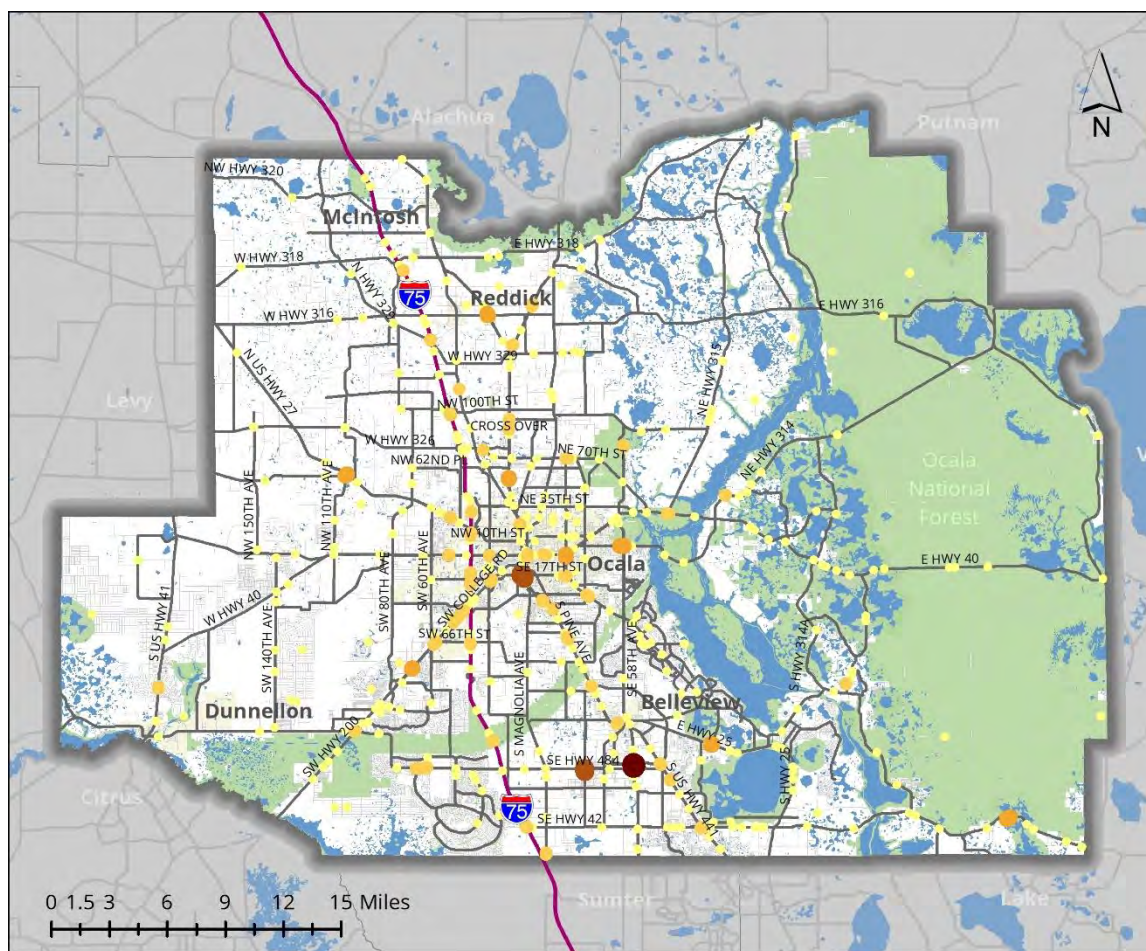 Alachua
Putnam
N
NW HWY 320
McIntosh
E HWY 318
W HWY 318
N HWY 329
75
Reddick
W HWY 316
E HWY 316
W HWY 329
N US HWY 27
NE HWY 315
Levy
NW 100TH ST
CROSS OVER
W HWY 326
NE 70TH ST
NW 62ND PL
NE HWY 314
Ocala
National
Forest
NW 150TH AVE
NW 110TH AVE
NE 35TH ST
NW 10TH ST
SE 17TH ST
Ocala
E HWY 40
NW 80TH AVE
SW 60TH AVE
SW COLLEGE RD
S US HWY 41
W HWY 40
SW 140TH AVE
SW 66TH ST
S PINE AVE
SE 58TH AVE
S HWY 314A
S MAGNOLIA AVE
Dunnellon
Belleview
E HWY 25
SW HWY 200
SE HWY 484
S US HWY 441
S HWY 25
Citrus
75
SE HWY 42
Sumter
Lake
0 1.5 3 6 9 12 15 Miles